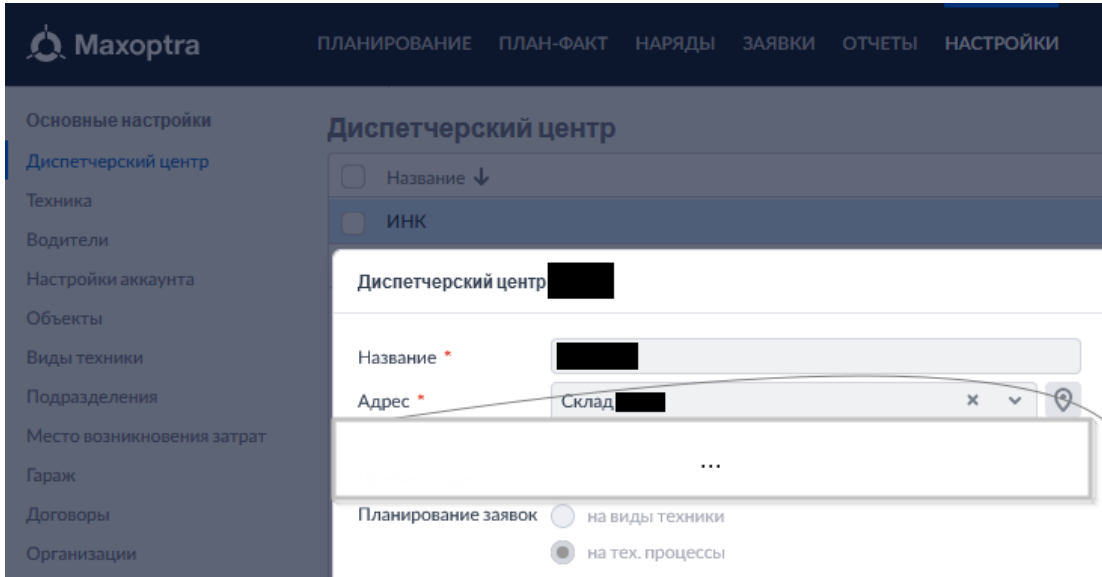 Maxoptra
ПЛАНИРОВАНИЕ ПЛАН-ФАКТ НАРЯДЫ ЗАЯВКИ ОТЧЕТЫ НАСТРОЙКИ
Основные настройки
Диспетчерский центр
Техника
Водители
Настройки аккаунта
Объекты
Виды техники
Подразделения
Место возникновения затрат
Гараж
Договоры
Организации
Диспетчерский центр
Название
ИНК
Диспетчерский центр
Название *
Адрес * Склад
...
Планирование заявок на виды техники
на тех. процессы